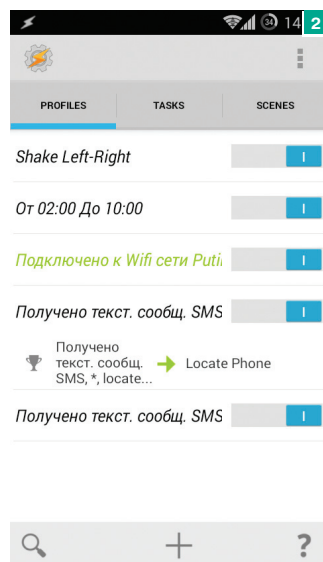 34 14 2
PROFILES TASKS SCENES
Shake Left-Right
От 02:00 До 10:00
Подключено к Wifi сети
Получено текст. сообщ. SMS
Получено
текст. сообщ.
SMS, *, locate...
Locate Phone
Получено текст. сообщ. SMS
?